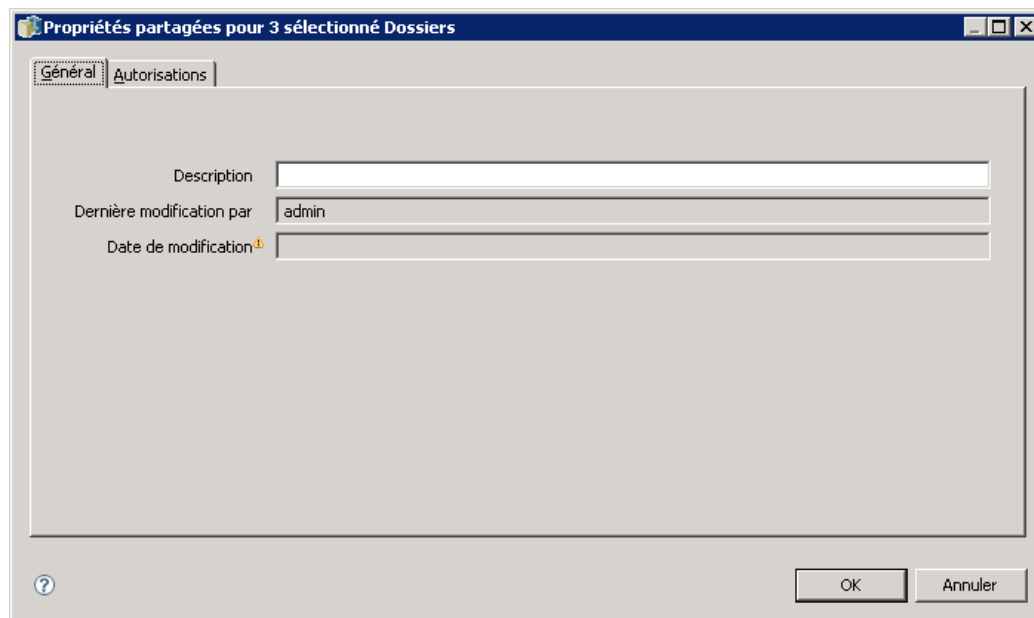 Propriétés partagées pour 3 sélectionné Dossiers
Général Autorisations
Description
Dernière modification par admin
Date de modification
OK Annuler